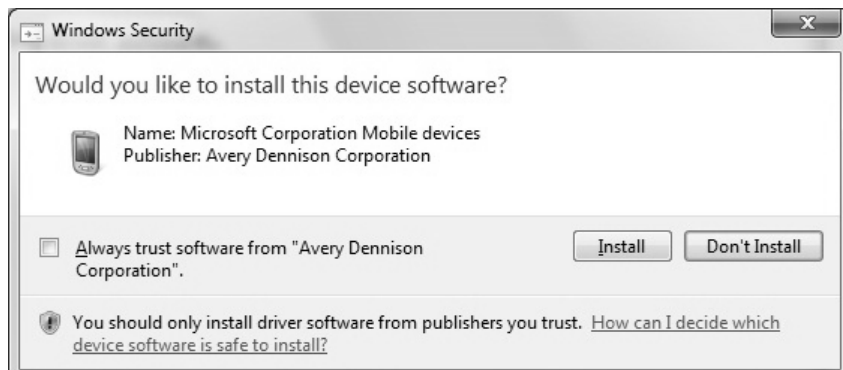 Windows Security
Would you like to install this device software?
Name: Microsoft Corporation Mobile devices
Publisher: Avery Dennison Corporation
Always trust software from "Avery Dennison
Corporation".
Install
Don't Install
You should only install driver software from publishers you trust. How can I decide which
device software is safe to install?